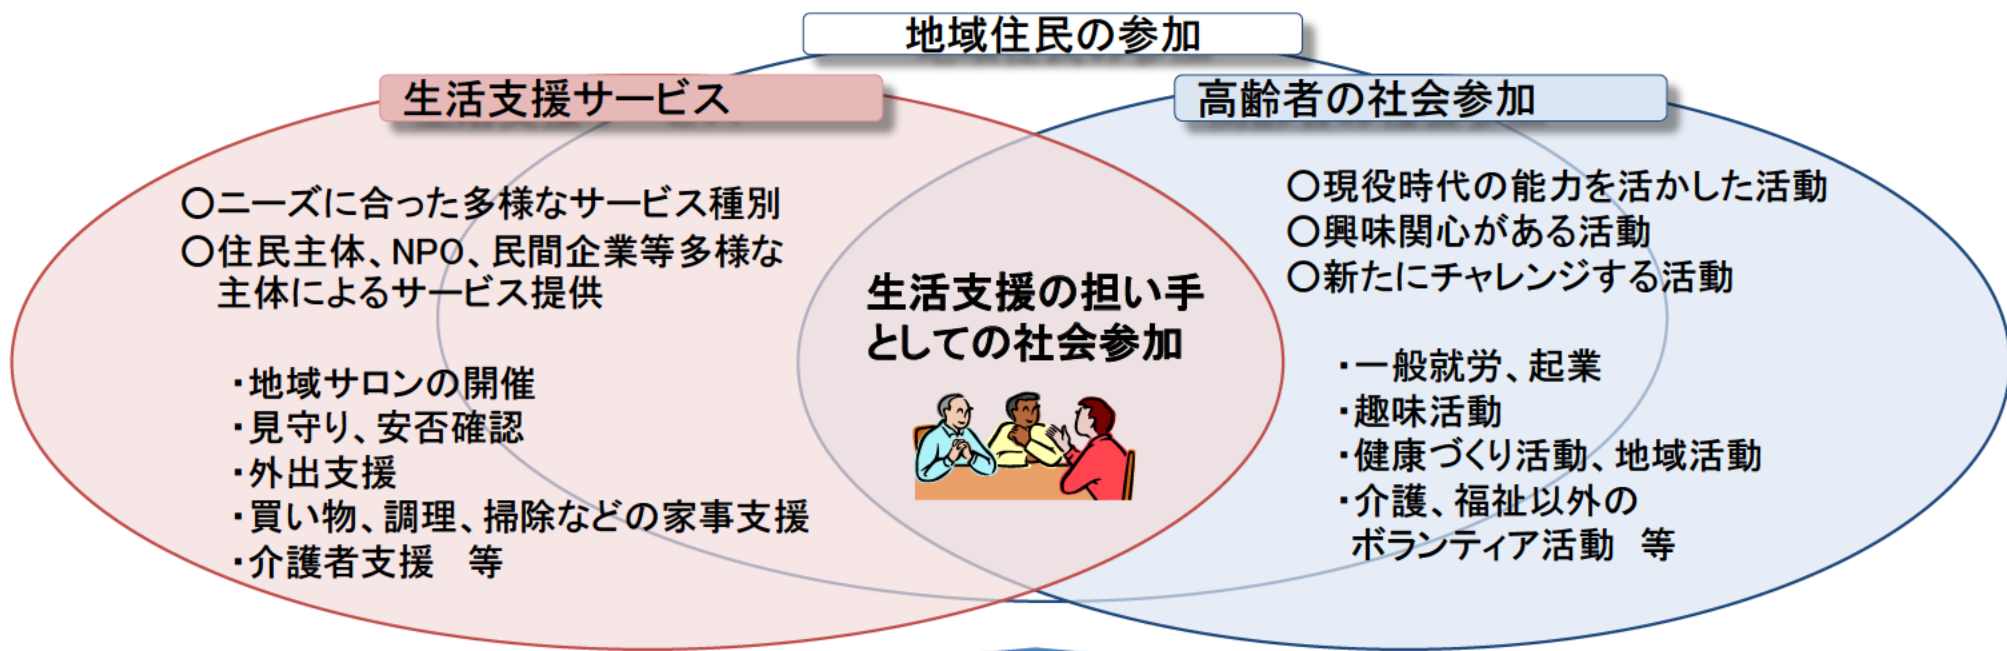 地域住民の参加
生活支援サービス
〇ニーズに合った多様なサービス種別
〇住民主体、NPO、民間企業等多様な
主体によるサービス提供
・地域サロンの開催
・見守り、安否確認
・外出支援
・買い物、調理、掃除などの家事支援
・介護者支援　等
生活支援の担い手
としての社会参加
高齢者の社会参加
〇現役時代の能力を活かした活動
〇興味関心がある活動
〇新たにチャレンジする活動
・一般就労、起業
・趣味活動
・健康づくり活動、地域活動
・介護、福祉以外の
ボランティア活動　等